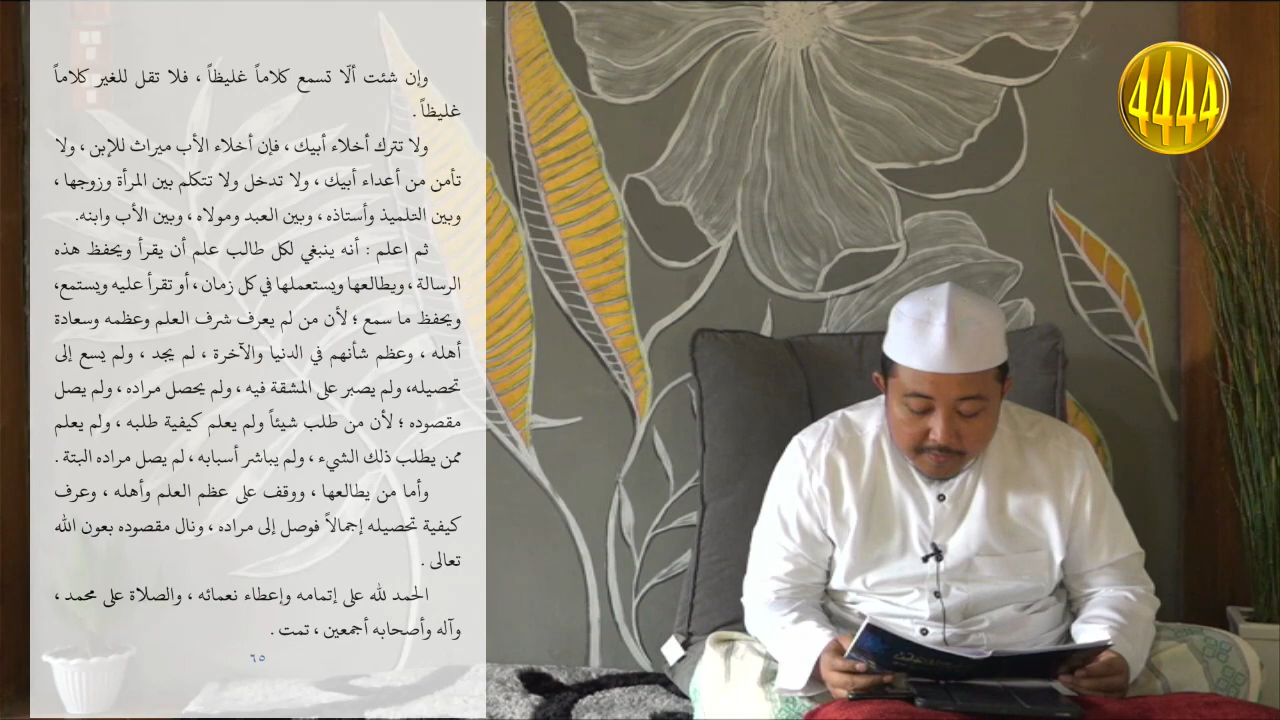 وإن شئت ألّا تسمع كلاماً غليظاً ، فلا تقل للغير كلاماً
غليظاً .
ولا تترك أخلاء أبيك ، فإن أخلاء الأب ميراث للإبن ، ولا
تأمن من أعداء أبيك ، ولا تدخل ولا تتكلم بين المرأة وزوجها ،
وبين التلميذ وأستاذه ، وبين العبد ومولاه ، وبين الأب وابنه.
ثم اعلم : أنه ينبغي لكل طالب علم أن يقرأ ويحفظ هذه
الرسالة ، ويطالعها ويستعملها في كل زمان ، أو تقرأ عليه ويستمع،
ويحفظ ما سمع ؛ لأن من لم يعرف شرف العلم وعظمه وسعادة
أهله ، وعظم شأنهم في الدنيا والآخرة ، لم يجد ، ولم يسع إلى
تحصيله، ولم يصبر على المشقة فيه ، ولم يحصل مراده ، ولم يصل
مقصوده ؛ لأن من طلب شيئاً ولم يعلم كيفية طلبه ، ولم يعلم
ممن يطلب ذلك الشيء ، ولم يباشر أسبابه ، لم يصل مراده البتة .
وأما من يطالعها ، ووقف على عظم العلم وأهله ، وعرف
كيفية تحصيله إجمالاً فوصل إلى مراده ، ونال مقصوده بعون الله
تعالى .
الحمد لله على إتمامه وإعطاء نعمائه ، والصلاة على محمد ،
وآله وأصحابه أجمعين ، تمت .
٦٥
4444